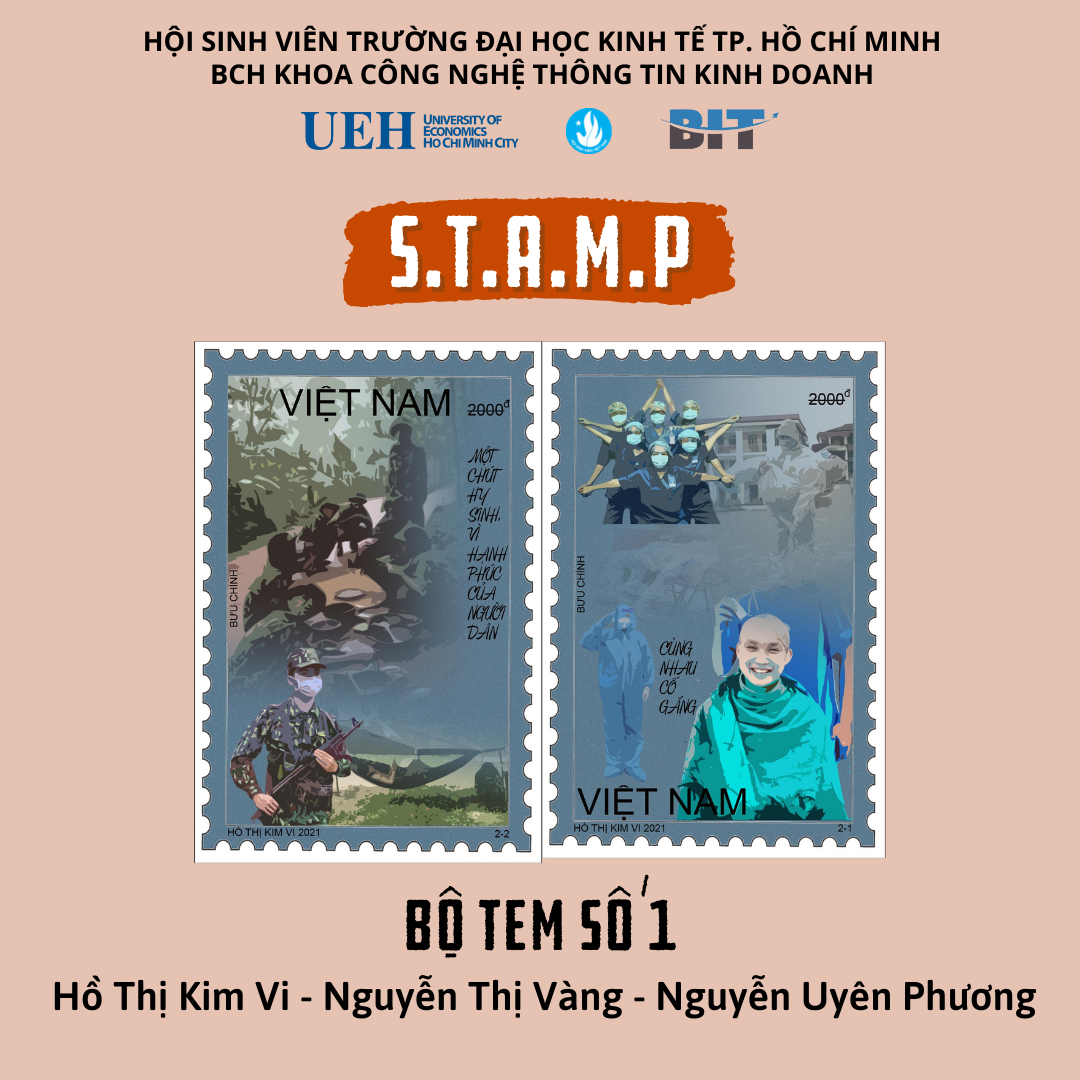 HỘI SINH VIÊN TRƯỜNG ĐẠI HỌC KINH TẾ TP. HỒ CHÍ MINH
BCH KHOA CÔNG NGHỆ THÔNG TIN KINH DOANH
UEH
UNIVERSITY OF
ECONOMICS
HO CHI MINH CITY
BIT
S.T.A.M.P
VIỆT NAM
2000đ
MỘT
CHÚT
HY
SINH,
VÌ
HẠNH
PHÚC
CỦA
NGƯỜI
DÂN
BƯU CHÍNH
HỒ THỊ KIM VI 2021
2-2
2000đ
BƯU CHÍNH
CÙNG
NHAU
CỐ
GẮNG
VIỆT NAM
HỒ THỊ KIM VI 2021
2-1
BỘ TEM SỐ 1
Hồ Thị Kim Vi - Nguyễn Thị Vàng - Nguyễn Uyên Phương